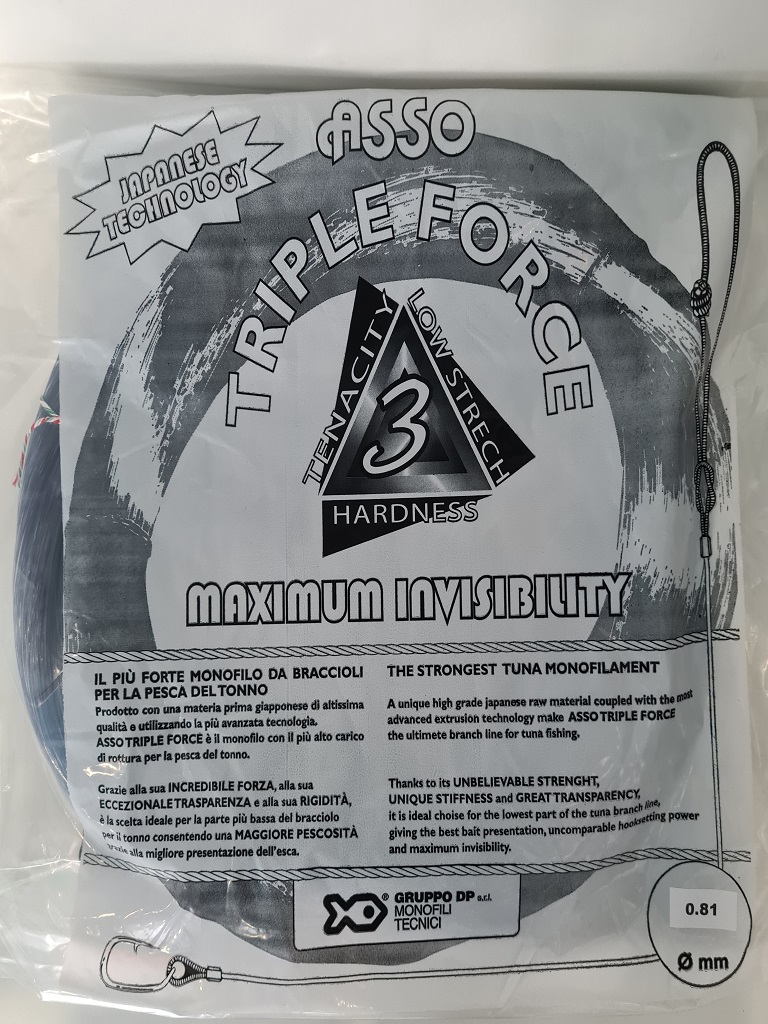 ASSO
JAPANESE
TECHNOLOGY
TRIPLE FORCE
TENACITY
LOW STRECH
3
HARDNESS
MAXIMUM INVISIBILITY
IL PIÙ FORTE MONOFILO DA BRACCIOLI
PER LA PESCA DEL TONNO
Prodotto con una materia prima giapponese di altissima
qualità e utilizzando la più avanzata tecnologia.
ASSO TRIPLE FORCE è il monofilo con il più alto carico
di rottura per la pesca del tonno.
Grazie alla sua INCREDIBILE FORZA, alla sua
ECCEZIONALE TRASPARENZA e alla sua RIGIDITÀ,
è la scelta ideale per la parte più bassa del bracciolo
per il tonno consentendo una MAGGIORE PESCOSITÀ
grazie alla migliore presentazione dell'esca.
THE STRONGEST TUNA MONOFILAMENT
A unique high grade japanese raw material coupled with the most
advanced extrusion technology make ASSO TRIPLE FORCE
the ultimete branch line for tuna fishing.
Thanks to its UNBELIEVABLE STRENGHT,
UNIQUE STIFFNESS and GREAT TRANSPARENCY,
it is ideal choise for the lowest part of the tuna branch line,
giving the best bait presentation, uncomparable hooksetting power
and maximum invisibility.
® GRUPPO DP s.r.l.
MONOFILI
TECNICI
0.81
Ø mm